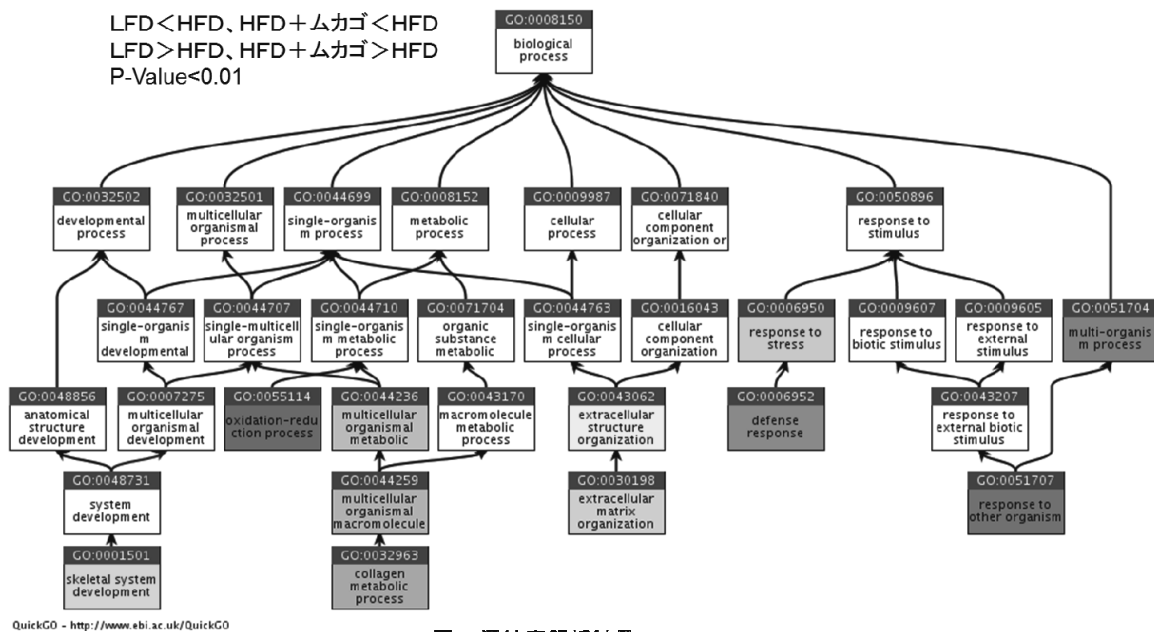 LFD<HFD、HFD+ムカゴ<HFD
LFD>HFD、HFD+ムカゴ>HFD
P-Value<0.01
GO:0008150
biological
process
GO:0032502
developmental
process
GO:0032501
multicellular
organismal
process
GO:0044699
single-organis
m process
GO:0008152
metabolic
process
GO:0009987
cellular
process
GO:0071840
cellular
component
organization or
GO:0050896
response to
stimulus
GO:0044767
single-organis
m
developmental
GO:0044707
single-multicell
ular organism
process
GO:0044710
single-organis
m metabolic
process
GO:0071704
organic
substance
metabolic
GO:0044763
single-organis
m cellular
process
GO:0016043
cellular
component
organization
GO:0006950
response to
stress
GO:0009607
response to
biotic stimulus
GO:0009605
response to
external
stimulus
GO:0051704
multi-organis
m process
GO:0048856
anatomical
structure
development
GO:0007275
multicellular
organismal
development
GO:0055114
oxidation-redu
ction process
GO:0044236
multicellular
organismal
metabolic
GO:0043170
macromolecule
metabolic
process
GO:0043062
extracellular
structure
organization
GO:0006952
defense
response
GO:0043207
response to
external biotic
stimulus
GO:0048731
system
development
GO:0044259
multicellular
organismal
macromolecule
GO:0030198
extracellular
matrix
organization
GO:0051707
response to
other organism
GO:0001501
skeletal system
development
GO:0032963
collagen
metabolic
process
QuickGO - http://www.ebi.ac.uk/QuickGO